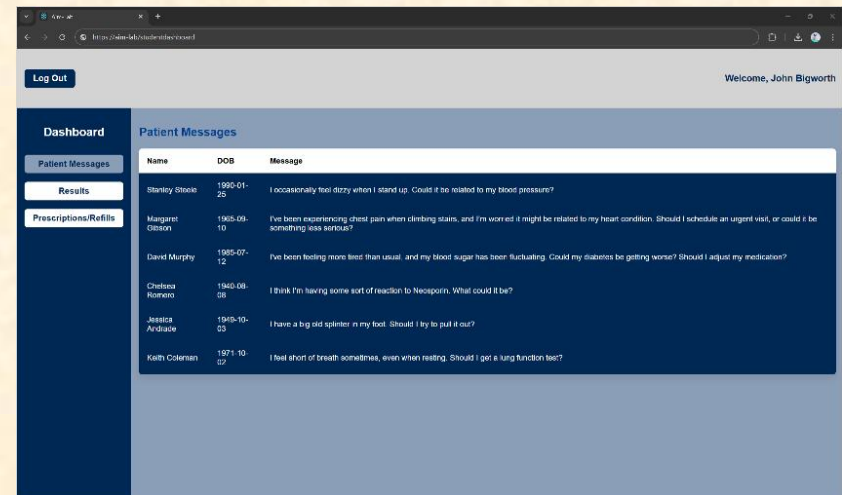 Aim-lab
https://aim-lab/studentdashboard
Log Out
Welcome, John Bigworth
Dashboard
Patient Messages
Results
Prescriptions/Refills
Patient Messages
Name DOB Message
Stanley Steele 1990-01-25 I occasionally feel dizzy when I stand up. Could it be related to my blood pressure?
Margaret Gibson 1965-09-10 I've been experiencing chest pain when climbing stairs, and I'm worried it might be related to my heart condition. Should I schedule an urgent visit, or could it be
something less serious?
David Murphy 1985-07-12 I've been feeling more tired than usual, and my blood sugar has been fluctuating. Could my diabetes be getting worse? Should I adjust my medication?
Chelsea Romero 1940-08-08 I think I'm having some sort of reaction to Neosporin. What could it be?
Jessica Andrade 1949-10-03 I have a big old splinter in my foot. Should I try to pull it out?
Keith Coleman 1971-10-02 I feel short of breath sometimes, even when resting. Should I get a lung function test?